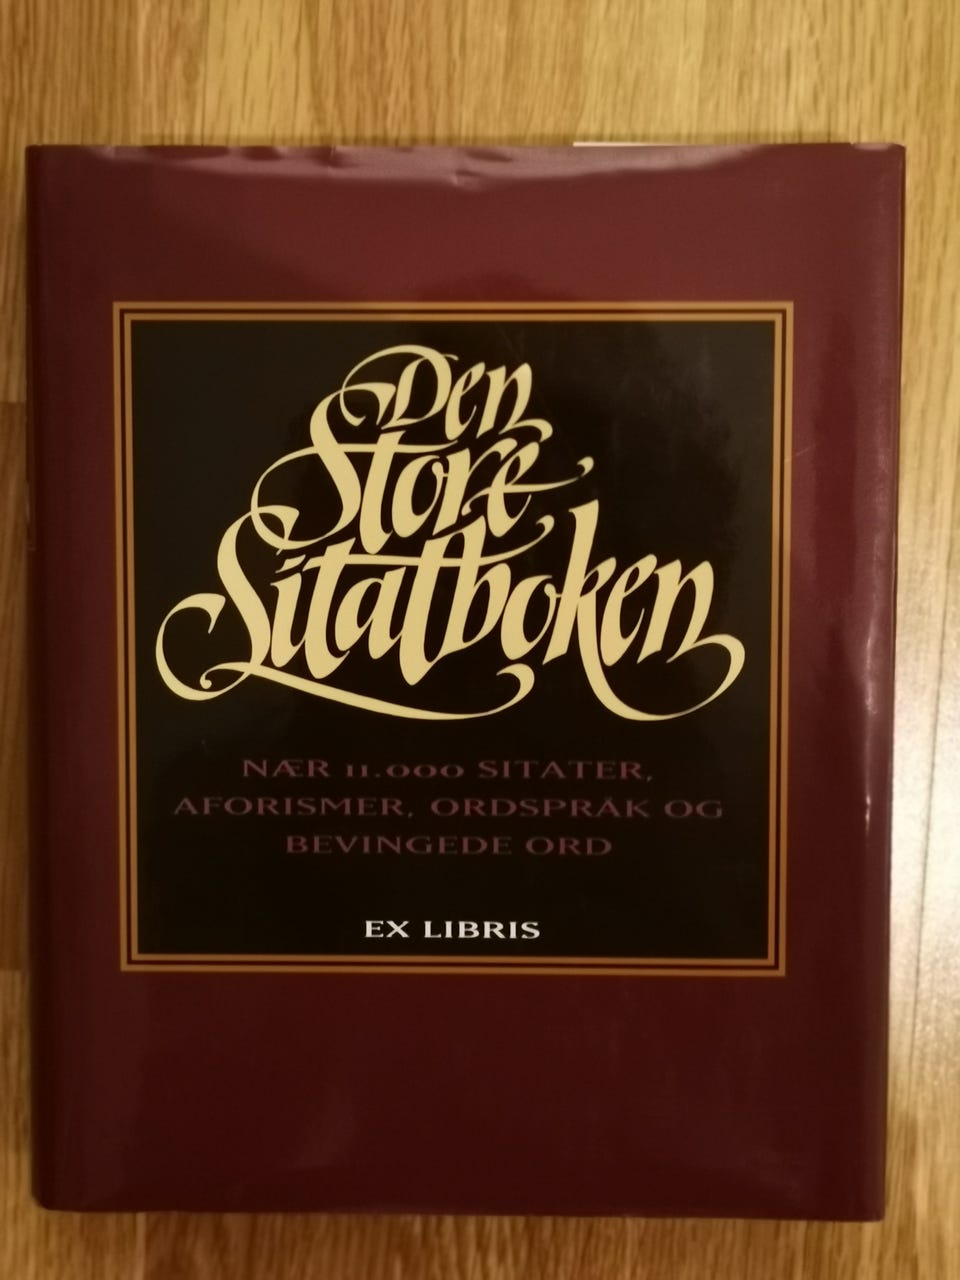 Den
Store
Sitatboken
NÆR 11.000 SITATER,
AFORISMER, ORDSPRÅK OG
BEVINGEDE ORD
EX LIBRIS